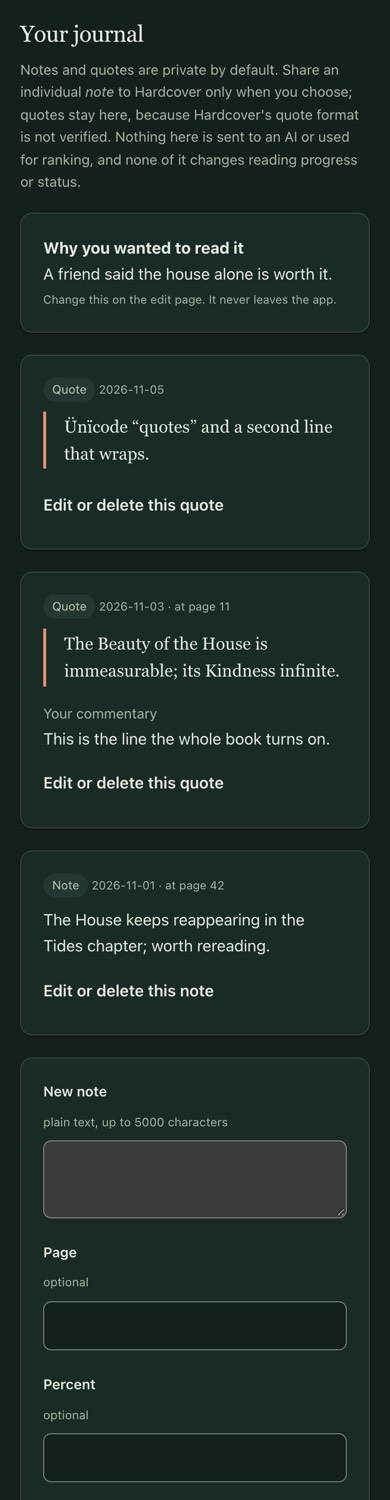 Your journal
Notes and quotes are private by default. Share an
individual note to Hardcover only when you choose;
quotes stay here, because Hardcover's quote format
is not verified. Nothing here is sent to an AI or used
for ranking, and none of it changes reading progress
or status.
Why you wanted to read it
A friend said the house alone is worth it.
Change this on the edit page. It never leaves the app.
Quote 2026-11-05
Ünïcode “quotes” and a second line
that wraps.
Edit or delete this quote
Quote 2026-11-03 · at page 11
The Beauty of the House is
immeasurable; its Kindness infinite.
Your commentary
This is the line the whole book turns on.
Edit or delete this quote
Note 2026-11-01 · at page 42
The House keeps reappearing in the
Tides chapter; worth rereading.
Edit or delete this note
New note
plain text, up to 5000 characters
Page
optional
Percent
optional